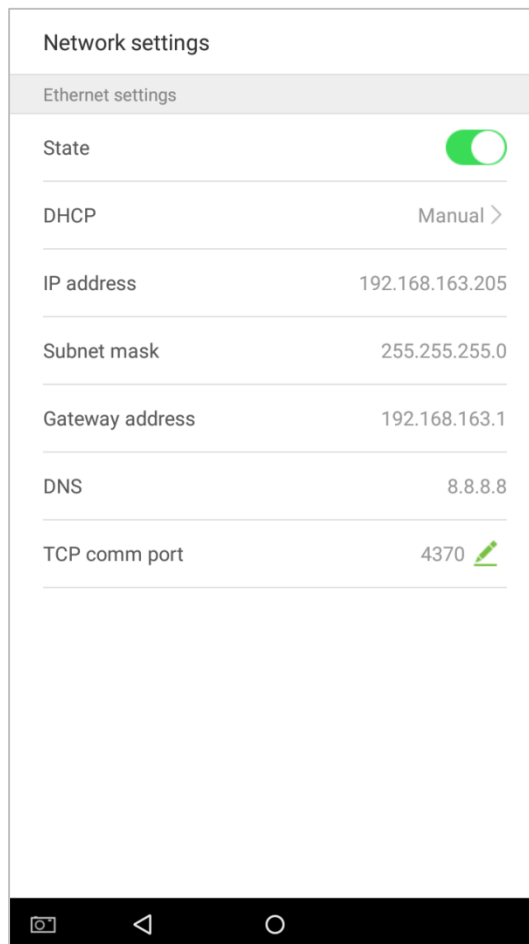 Network settings
Ethernet settings
State
DHCP Manual
IP address 192.168.163.205
Subnet mask 255.255.255.0
Gateway address 192.168.163.1
DNS 8.8.8.8
TCP comm port 4370